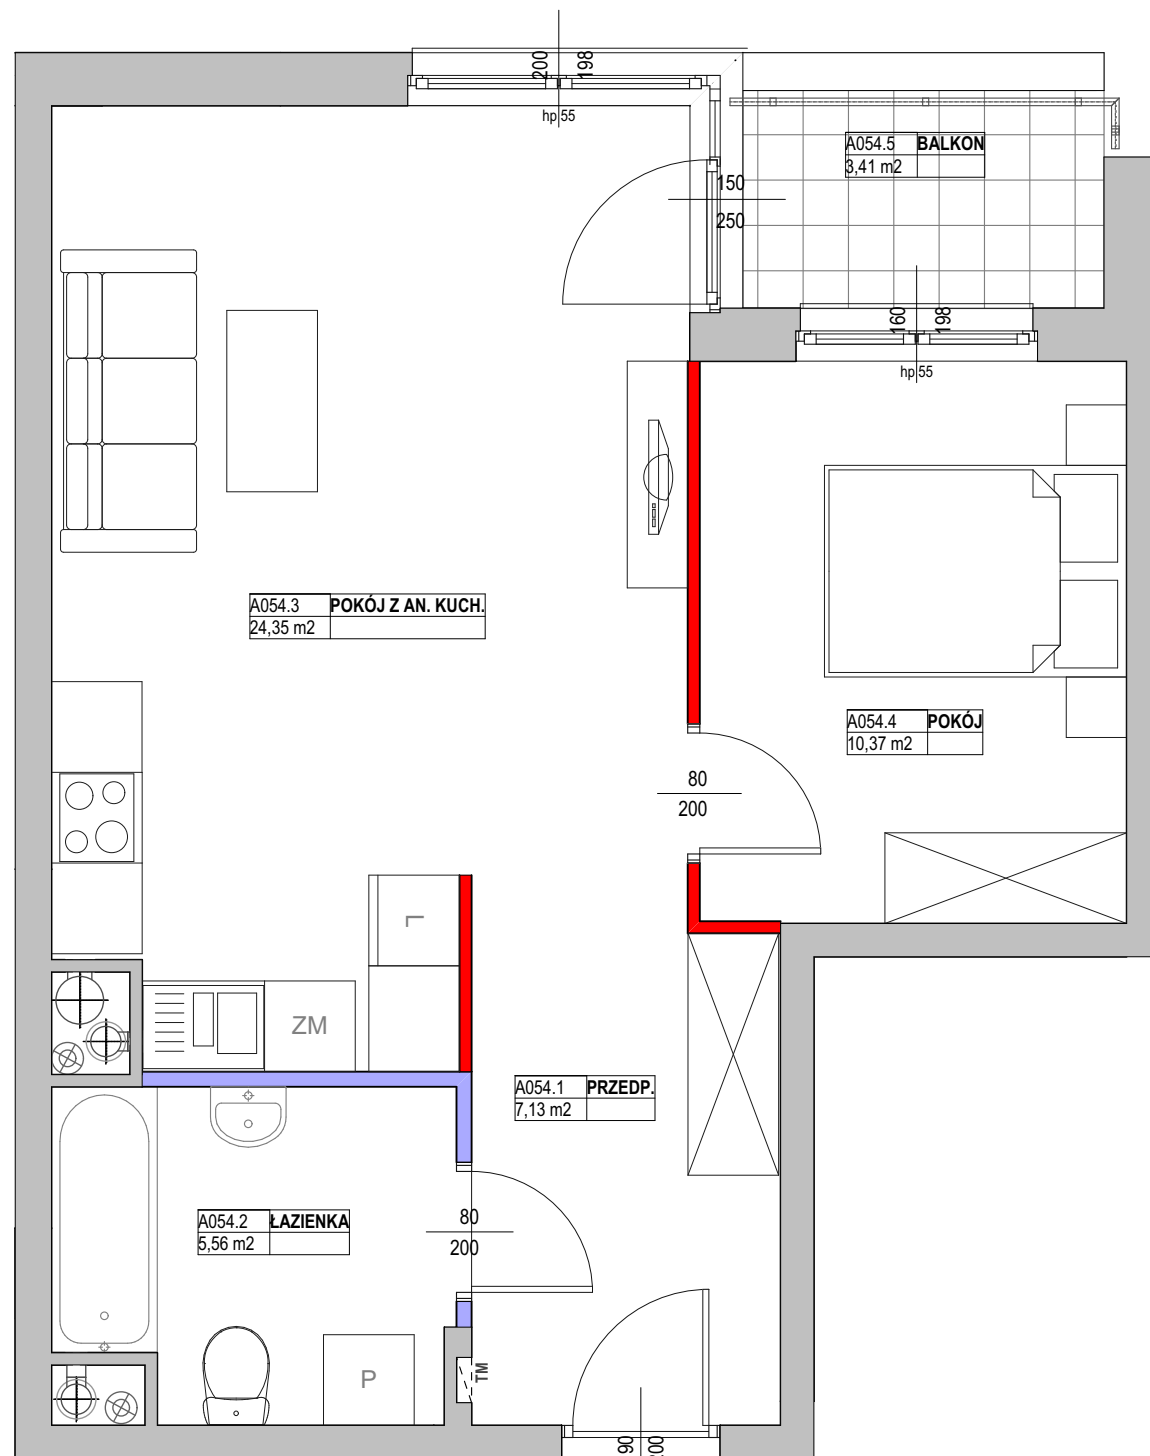 200
198
hp 55
A054.5 BALKON
3,41 m2
150
250
160
198
hp 55
A054.3 POKÓJ Z AN. KUCH.
24,35 m2
A054.4 POKÓJ
10,37 m2
80
200
L
ZM
A054.1 PRZEDP.
7,13 m2
A054.2 ŁAZIENKA
5,56 m2
80
200
TM
P
90